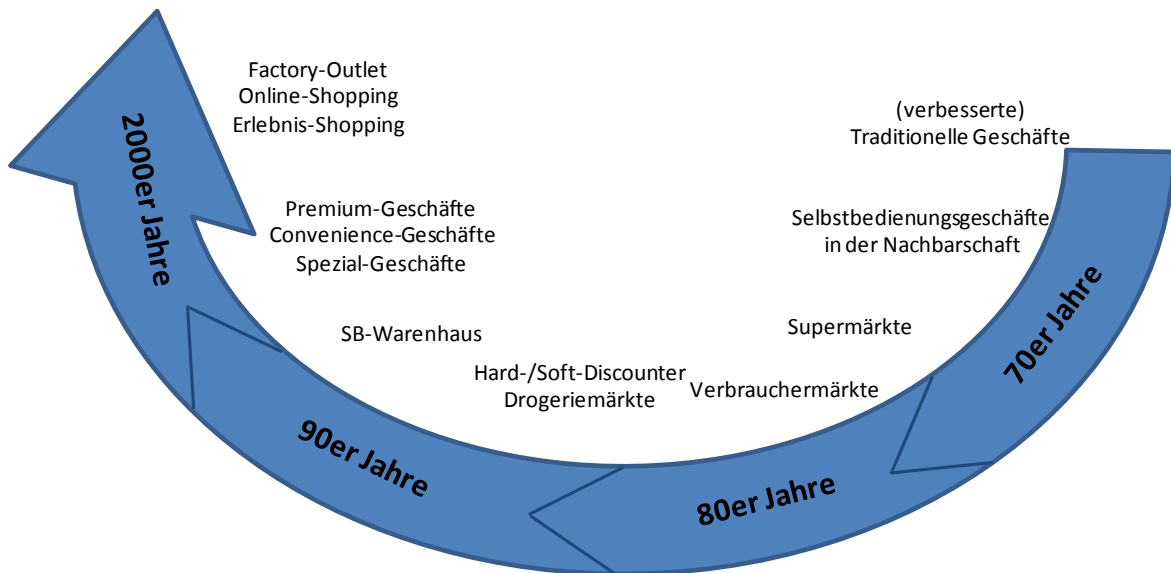 Factory-Outlet
Online-Shopping
Erlebnis-Shopping
(verbesserte)
Traditionelle Geschäfte
2000er Jahre
Premium-Geschäfte
Convenience-Geschäfte
Spezial-Geschäfte
Selbstbedienungsgeschäfte
in der Nachbarschaft
SB-Warenhaus
Supermärkte
70er Jahre
Hard-/Soft-Discounter
Drogeriemärkte
Verbrauchermärkte
90er Jahre
80er Jahre